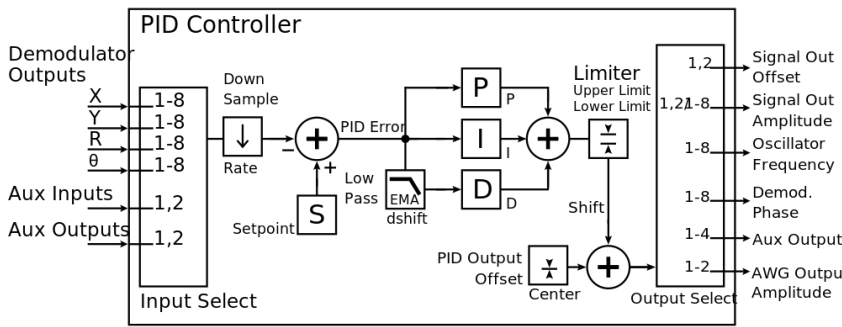 PID Controller
Demodulator
Outputs
X
Y
R
θ
Aux Inputs
Aux Outputs
1-8
1-8
1-8
1-8
1,2
1,2
Input Select
Down
Sample
↓
Rate
−
+
+
PID Error
S
Setpoint
Low
Pass
EMA
dshift
P
P
I
I
D
D
+
Limiter
Upper Limit
Lower Limit
Shift
PID Output
Offset
Center
+
1,2
1,2/1-8
1-8
1-8
1-4
1-2
Output Select
Signal Out
Offset
Signal Out
Amplitude
Oscillator
Frequency
Demod.
Phase
Aux Output
AWG Outpu
Amplitude